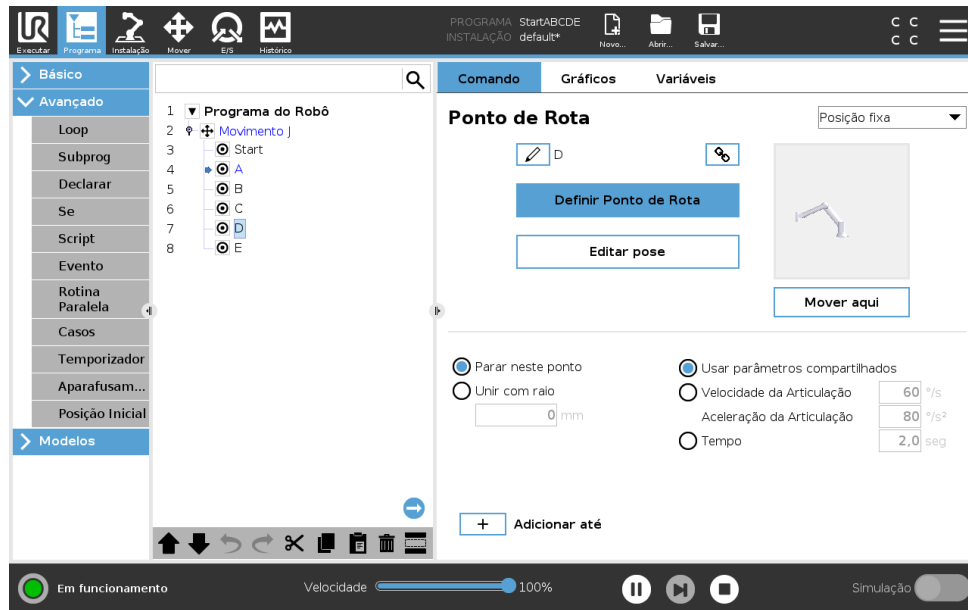 PROGRAMA StartABCDE
INSTALAÇÃO default*
Executar Programa Instalação Mover E/S Histórico Novo... Abrir... Salvar...
C C
C C
Básico
Avançado
Loop
Subprog
Declarar
Se
Script
Evento
Rotina
Paralela
Casos
Temporizador
Aparafusam...
Posição Inicial
Modelos
1 Programa do Robô
2 Movimento J
3 Start
4 A
5 B
6 C
7 D
8 E
Comando Gráficos Variáveis
Ponto de Rota
Posição fixa
D
Definir Ponto de Rota
Editar pose
Mover aqui
Parar neste ponto
Unir com raio
0 mm
Usar parâmetros compartilhados
Velocidade da Articulação 60 °/s
Aceleração da Articulação 80 °/s²
Tempo 2,0 seg
+ Adicionar até
Em funcionamento
Velocidade 100%
Simulação